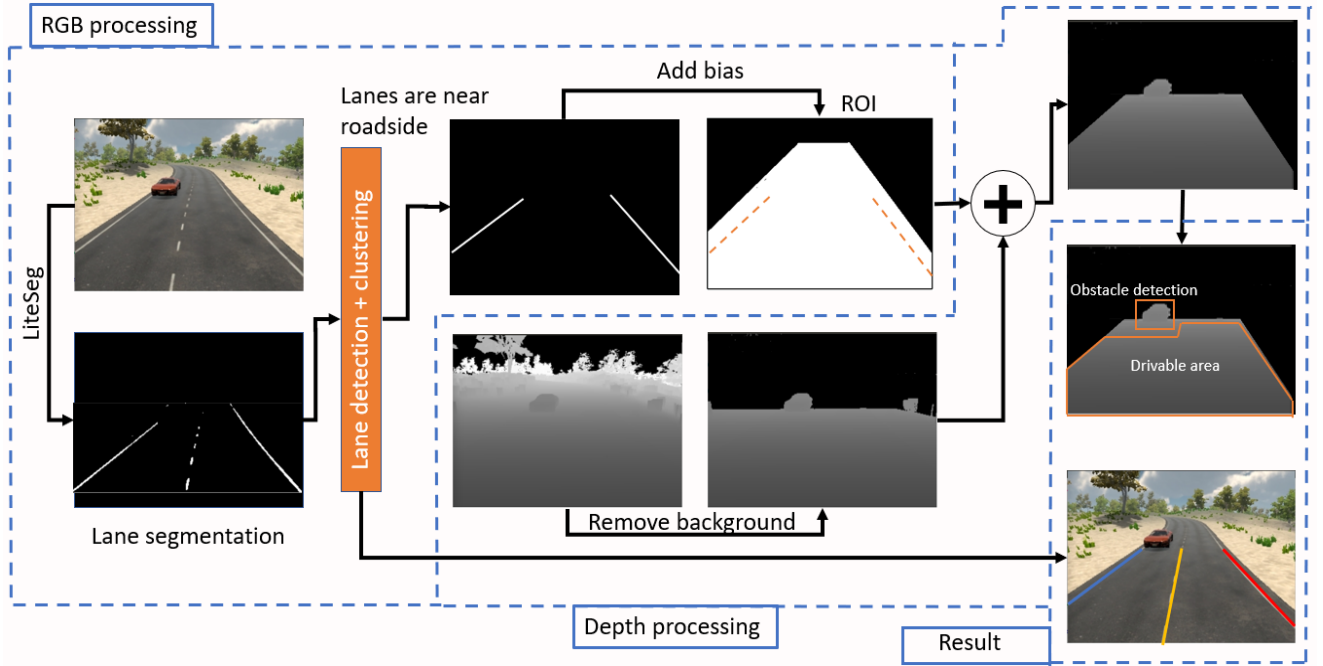 RGB processing
Add bias
Lanes are near
roadside
ROI
LiteSeg
Lane detection + clustering
Obstacle detection
Drivable area
Remove background
Lane segmentation
Depth processing
Result